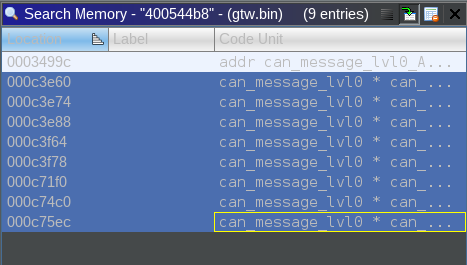 Search Memory - "400544b8" - (gtw.bin) (9 entries)
Location Label Code Unit
0003499c addr can_message_lvl0_A...
000c3e60 can_message_lvl0 * can_...
000c3e74 can_message_lvl0 * can_...
000c3e88 can_message_lvl0 * can_...
000c3f64 can_message_lvl0 * can_...
000c3f78 can_message_lvl0 * can_...
000c71f0 can_message_lvl0 * can_...
000c74c0 can_message_lvl0 * can_...
000c75ec can_message_lvl0 * can_...